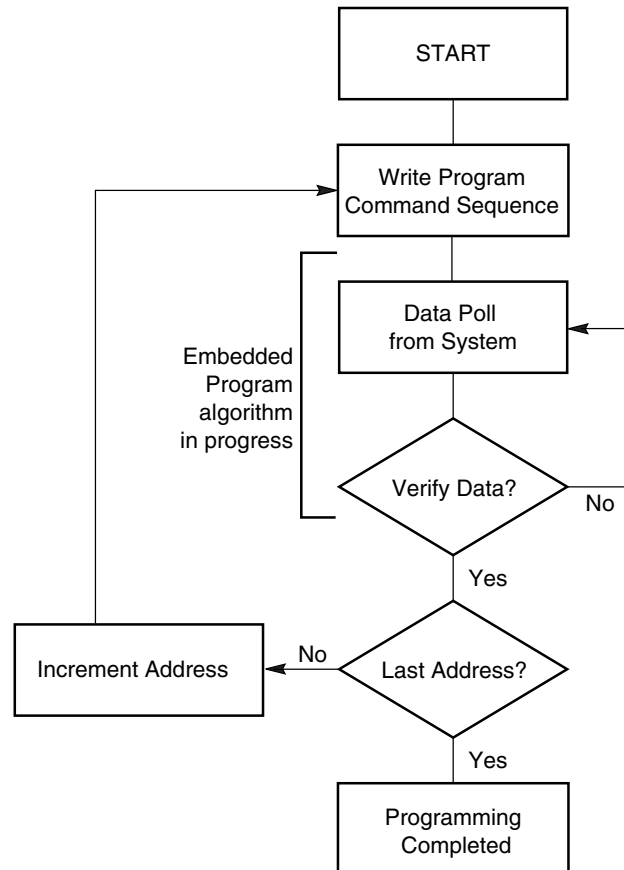 START
Write Program
Command Sequence
Data Poll
from System
Embedded
Program
algorithm
in progress
Verify Data?
No
Yes
Increment Address
No
Last Address?
Yes
Programming
Completed